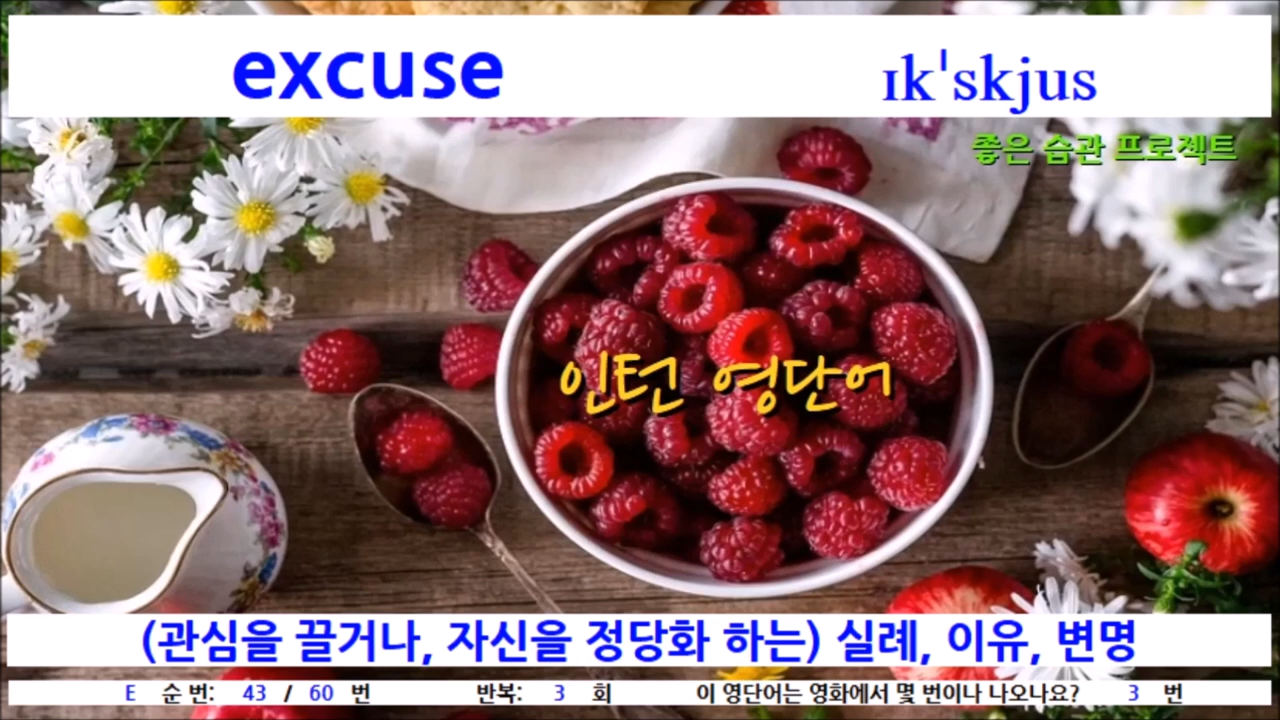 excuse ɪkˈskjus
좋은 습관 프로젝트
인턴 영단어
(관심을 끌거나, 자신을 정당화 하는) 실례, 이유, 변명
E 순 번: 43 / 60 번 반복: 3 회 이 영단어는 영화에서 몇 번이나 나오나요? 3 번